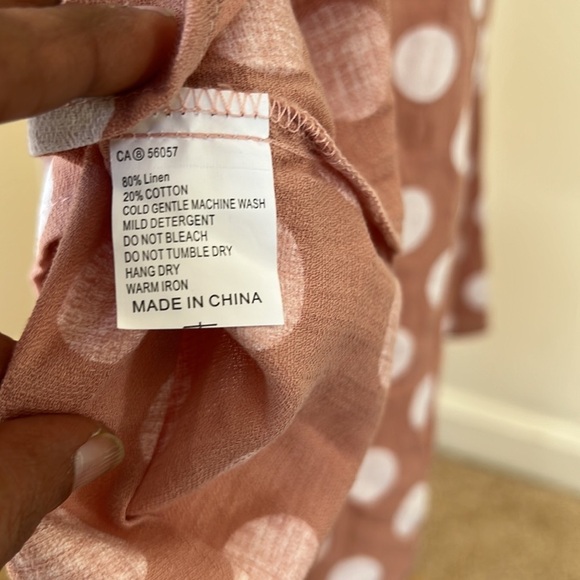 CA Ⓑ 56057
80% Linen
20% COTTON
COLD GENTLE MACHINE WASH
MILD DETERGENT
DO NOT BLEACH
DO NOT TUMBLE DRY
HANG DRY
WARM IRON
MADE IN CHINA